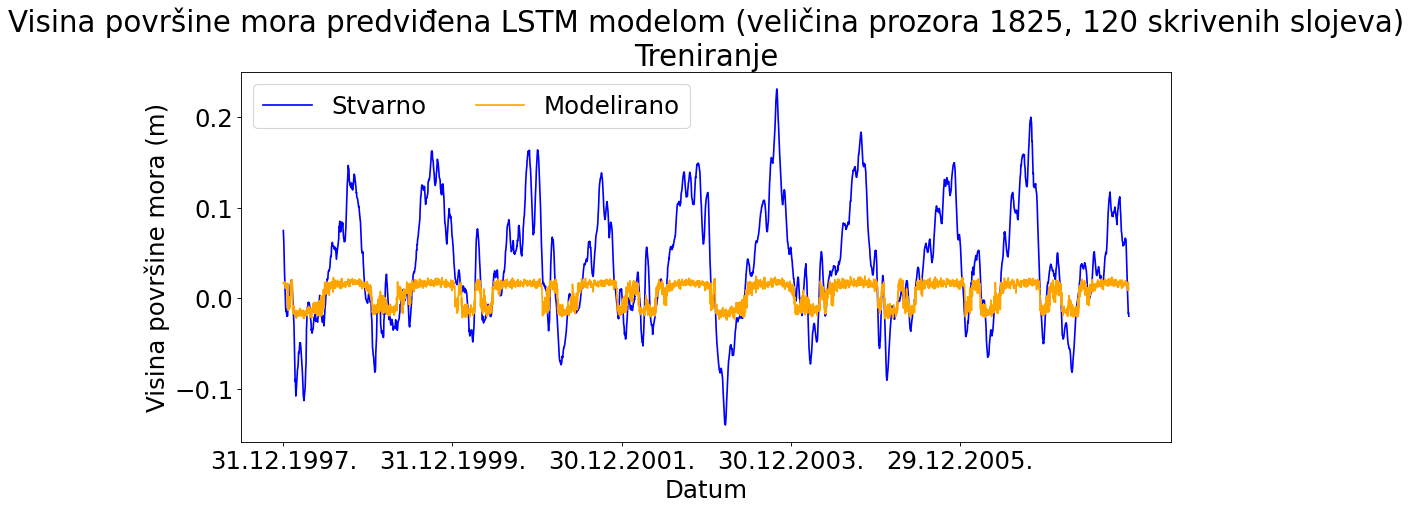 Visina površine mora predviđena LSTM modelom (veličina prozora 1825, 120 skrivenih slojeva)
Treniranje
Stvarno
Modelirano
Visina površine mora (m)
0.2
0.1
0.0
−0.1
31.12.1997.
31.12.1999.
30.12.2001.
30.12.2003.
29.12.2005.
Datum